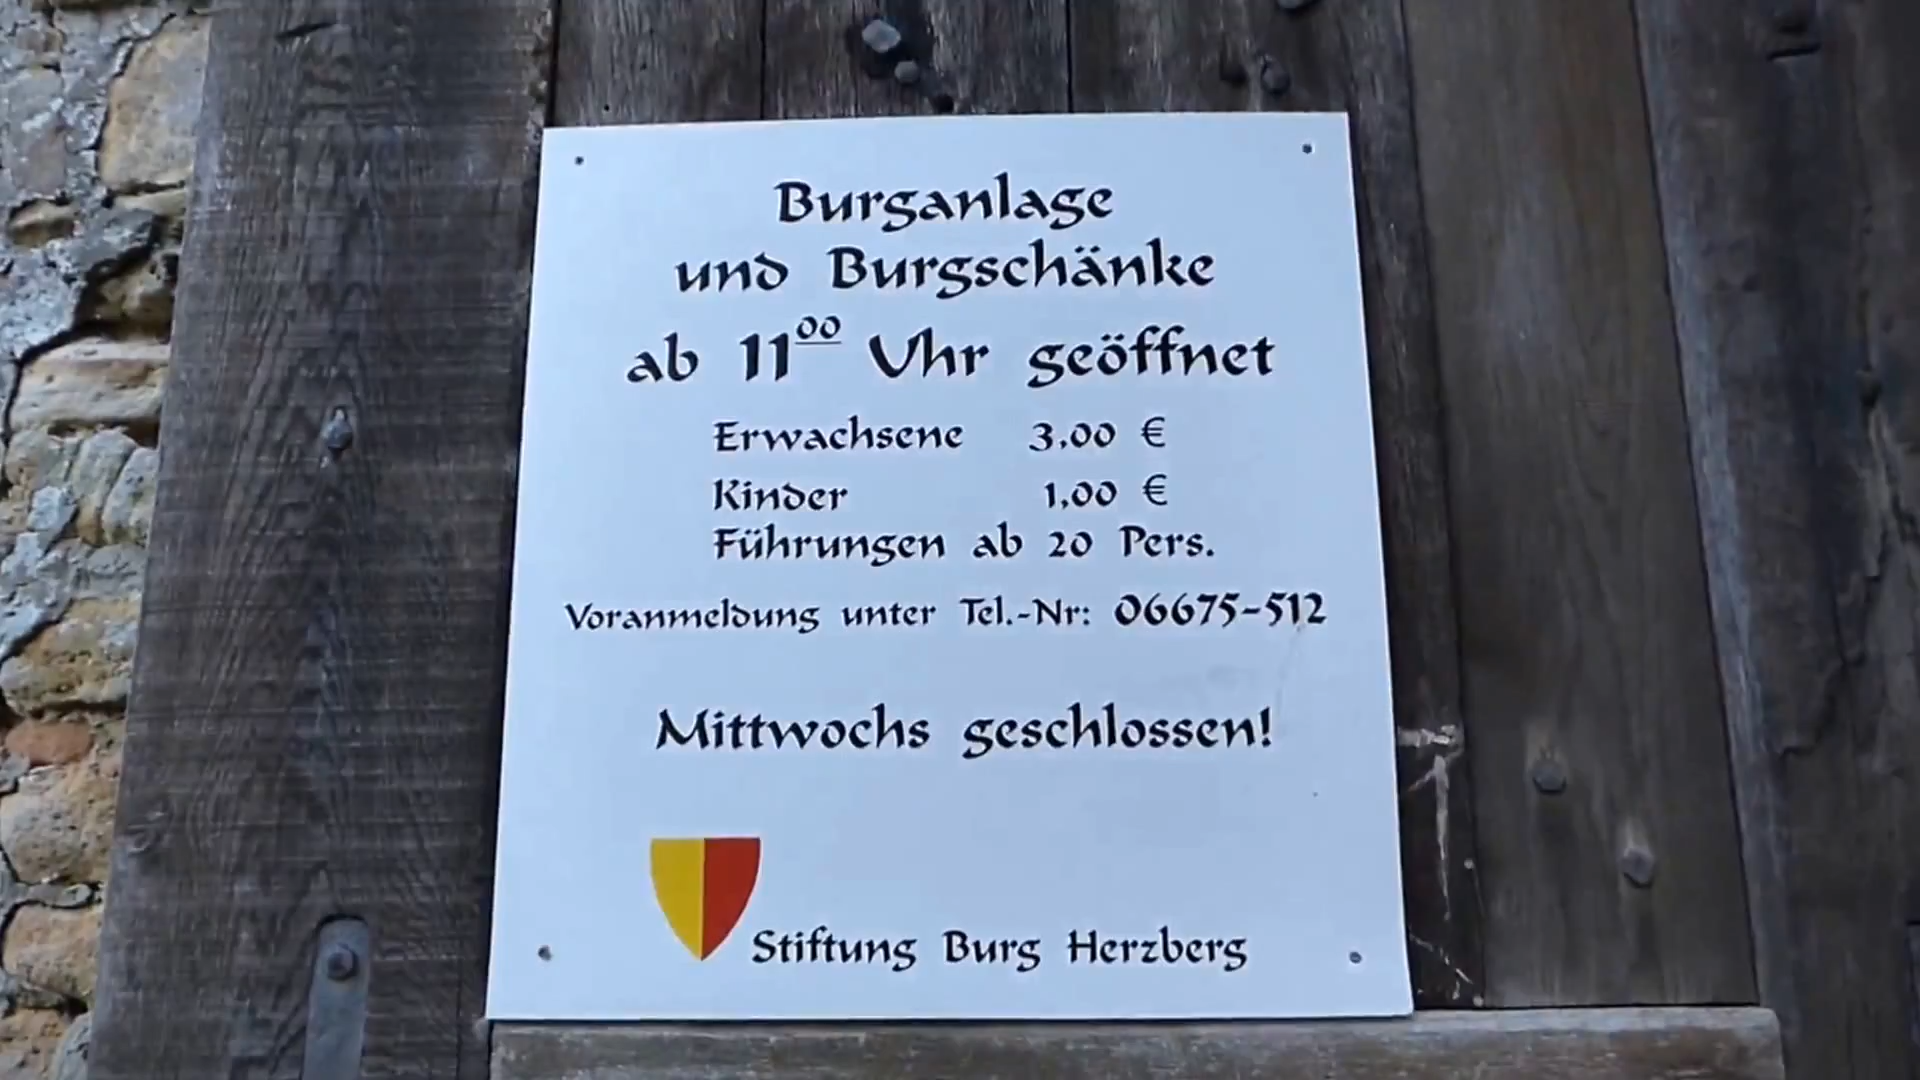 Burganlage
und Burgschänke
ab 11⁰⁰ Uhr geöffnet
Erwachsene 3,00 €
Kinder 1,00 €
Führungen ab 20 Pers.
Voranmeldung unter Tel.-Nr: 06675-512
Mittwochs geschlossen!
Stiftung Burg Herzberg